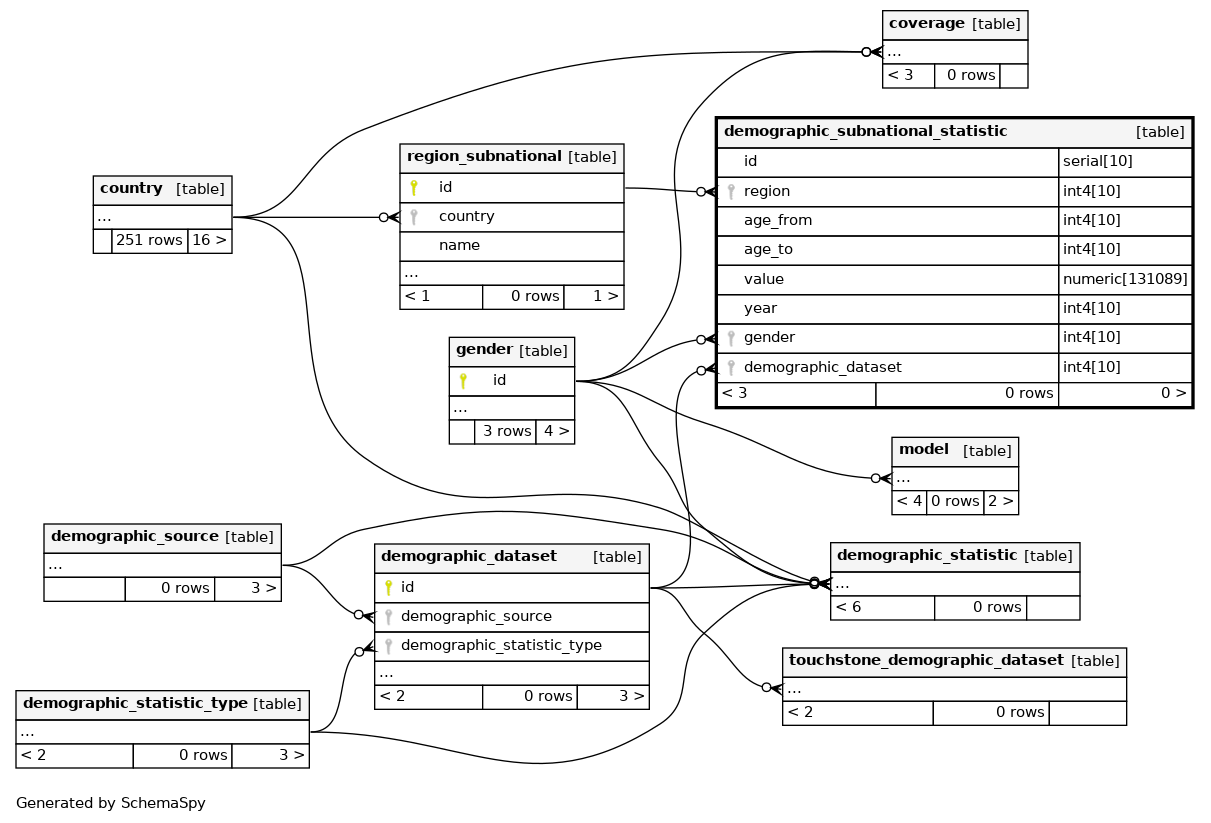 coverage [table]
...
< 3 0 rows
demographic_subnational_statistic [table]
id serial[10]
region int4[10]
age_from int4[10]
age_to int4[10]
value numeric[131089]
year int4[10]
gender int4[10]
demographic_dataset int4[10]
< 3 0 rows 0 >
region_subnational [table]
id
country
name
...
< 1 0 rows 1 >
country [table]
...
251 rows 16 >
gender [table]
id
...
3 rows 4 >
model [table]
...
< 4 0 rows 2 >
demographic_source [table]
...
0 rows 3 >
demographic_dataset [table]
id
demographic_source
demographic_statistic_type
...
< 2 0 rows 3 >
demographic_statistic [table]
...
< 6 0 rows
touchstone_demographic_dataset [table]
...
< 2 0 rows
demographic_statistic_type [table]
...
< 2 0 rows 3 >
Generated by SchemaSpy